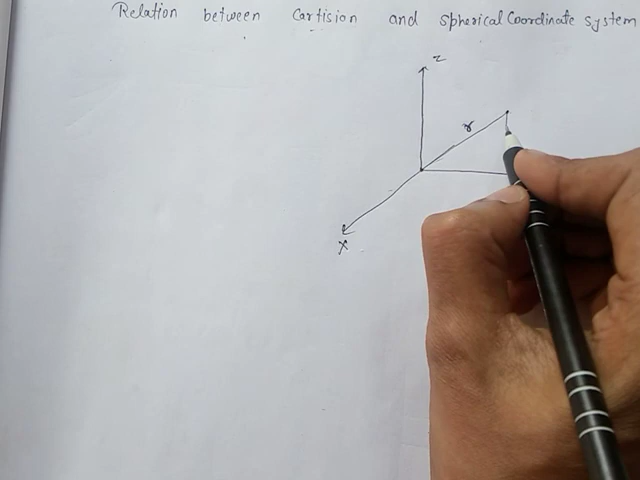 Relation between Cartision and Spherical Coordinate system
z
r
x